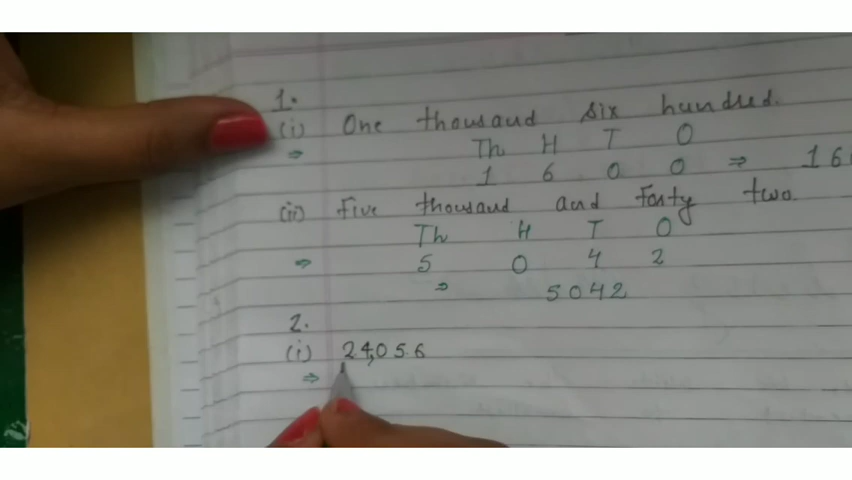 1.
(i) One thousand six hundred.
Th H T O
⇒ 1 6 0 0 ⇒ 16
(ii) Five thousand and forty two.
Th H T O
⇒ 5 0 4 2
⇒ 5042
2.
(i) 24,056
⇒